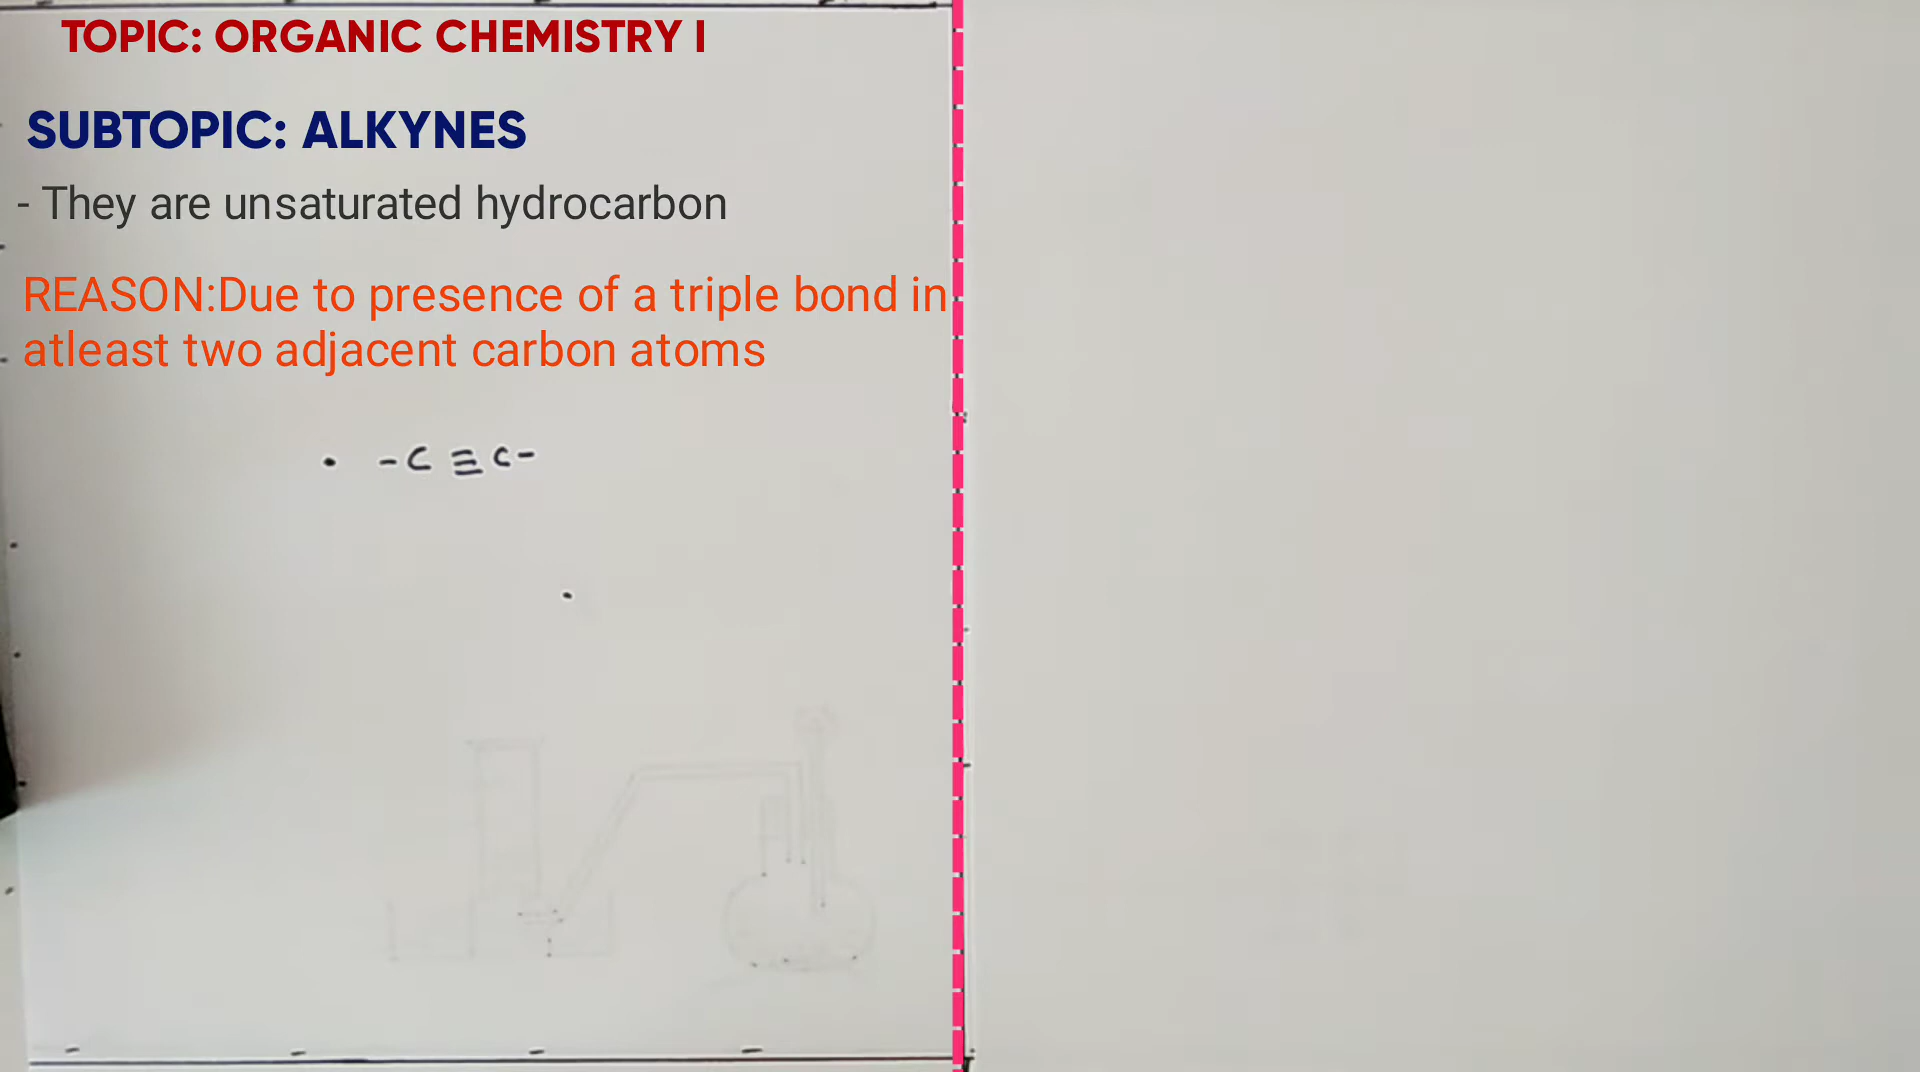 TOPIC: ORGANIC CHEMISTRY I
SUBTOPIC: ALKYNES
- They are unsaturated hydrocarbon
REASON:Due to presence of a triple bond in
atleast two adjacent carbon atoms
• -C ≡ C-